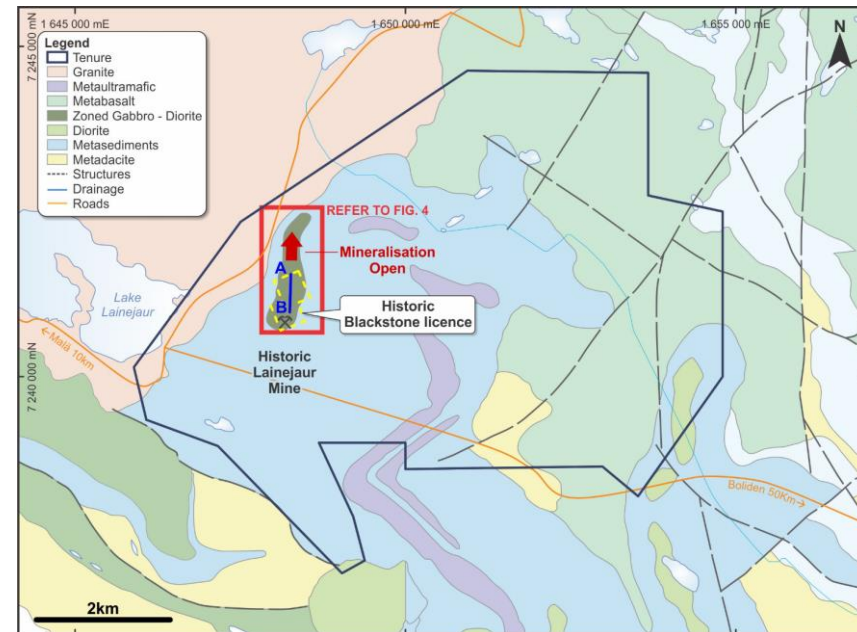 1 645 000 mE
1 650 000 mE
1 655 000 mE
7 245 000 mN
7 240 000 mN
N
Legend
Tenure
Granite
Metaultramafic
Metabasalt
Zoned Gabbro - Diorite
Diorite
Metasediments
Metadacite
Structures
Drainage
Roads
REFER TO FIG. 4
Mineralisation
Open
A
B
Historic
Blackstone licence
Historic
Lainejaur
Mine
Lake
Lainejaur
←Malå 10km
Boliden 50Km→
2km